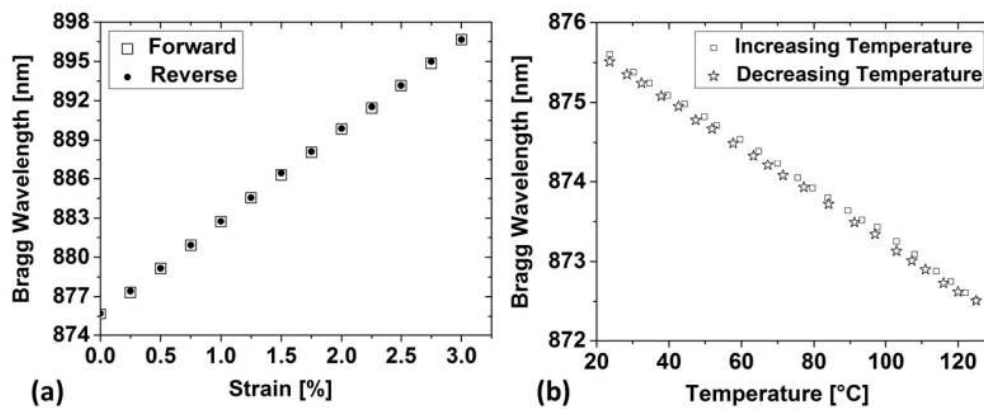 898
895
892
889
886
883
880
877
874
Bragg Wavelength [nm]
Forward
Reverse
0.0 0.5 1.0 1.5 2.0 2.5 3.0
Strain [%]
(a)
876
875
874
873
872
Bragg Wavelength [nm]
Increasing Temperature
Decreasing Temperature
20 40 60 80 100 120
Temperature [°C]
(b)